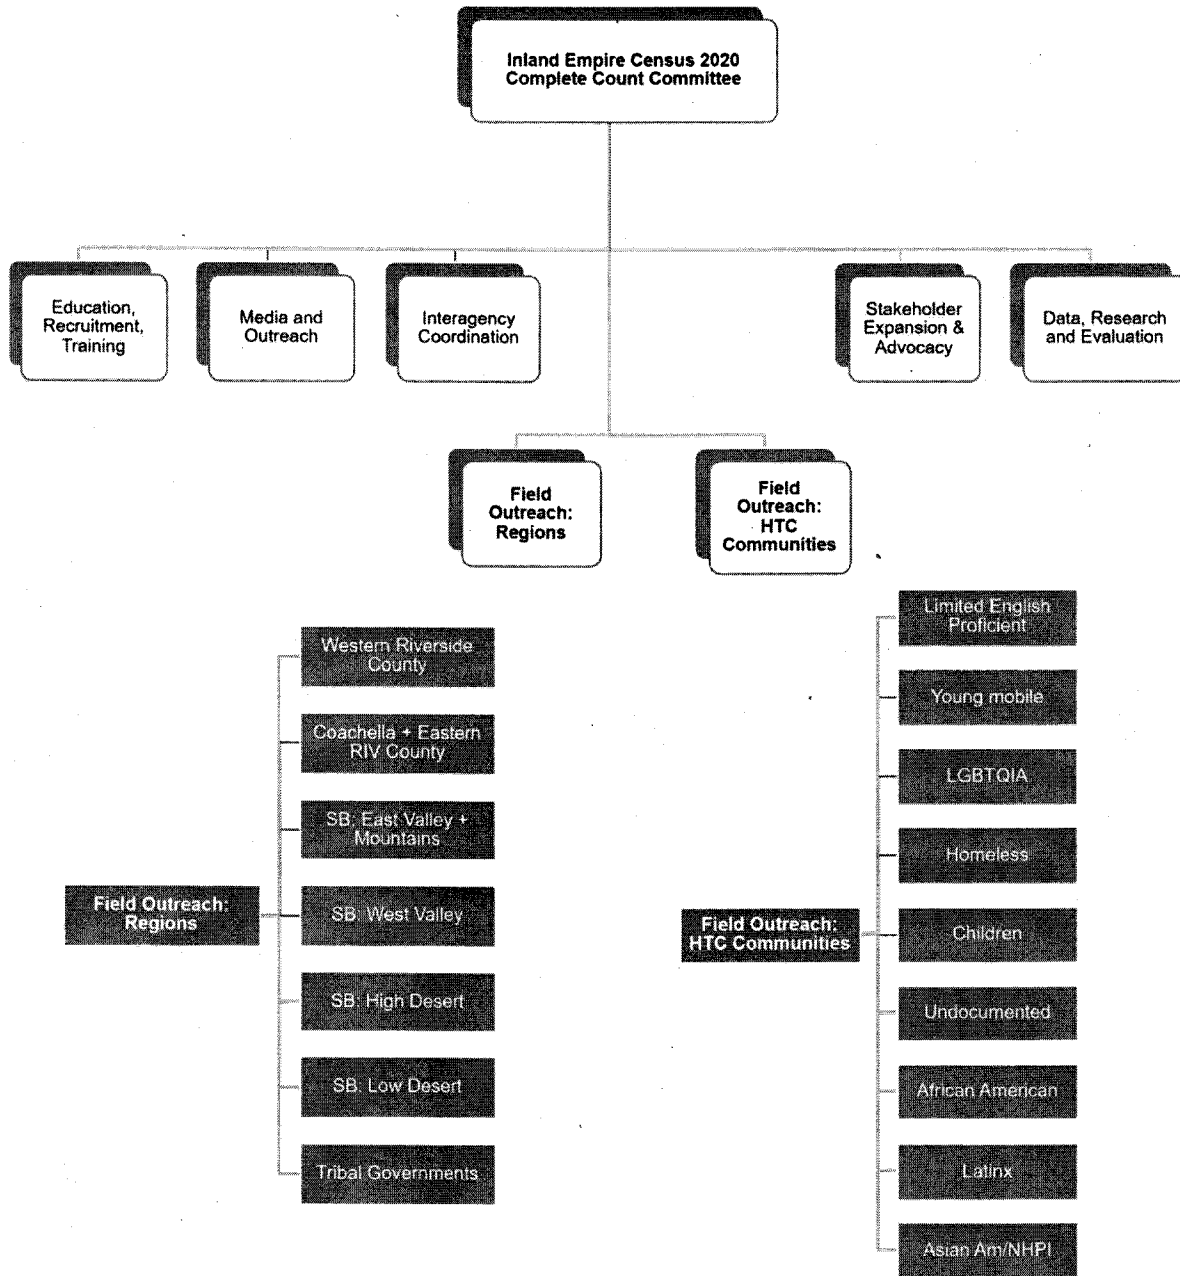 Inland Empire Census 2020
Complete Count Committee
Education,
Recruitment,
Training
Media and
Outreach
Interagency
Coordination
Stakeholder
Expansion &
Advocacy
Data, Research
and Evaluation
Field
Outreach:
Regions
Field
Outreach:
HTC
Communities
Field Outreach:
Regions
Western Riverside
County
Coachella + Eastern
RIV County
SB: East Valley +
Mountains
SB: West Valley
SB: High Desert
SB: Low Desert
Tribal Governments
Field Outreach:
HTC Communities
Limited English
Proficient
Young mobile
LGBTQIA
Homeless
Children
Undocumented
African American
Latinx
Asian Am/NHPI